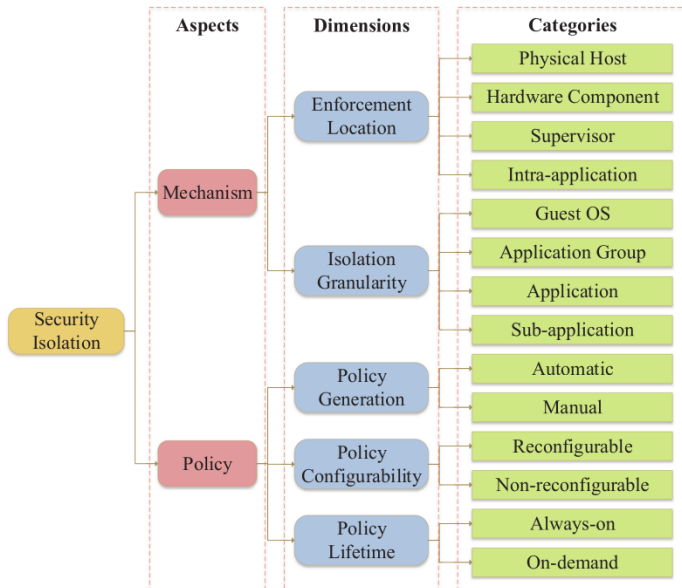 Aspects
Dimensions
Categories
Security
Isolation
Mechanism
Policy
Enforcement
Location
Isolation
Granularity
Policy
Generation
Policy
Configurability
Policy
Lifetime
Physical Host
Hardware Component
Supervisor
Intra-application
Guest OS
Application Group
Application
Sub-application
Automatic
Manual
Reconfigurable
Non-reconfigurable
Always-on
On-demand